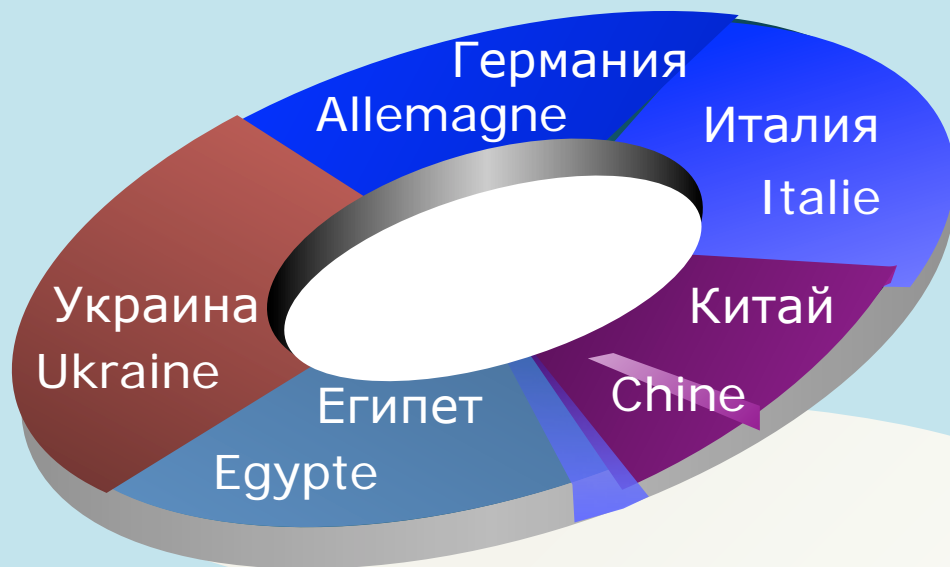 Германия
Allemagne
Италия
Italie
Украина
Ukraine
Китай
Chine
Египет
Egypte